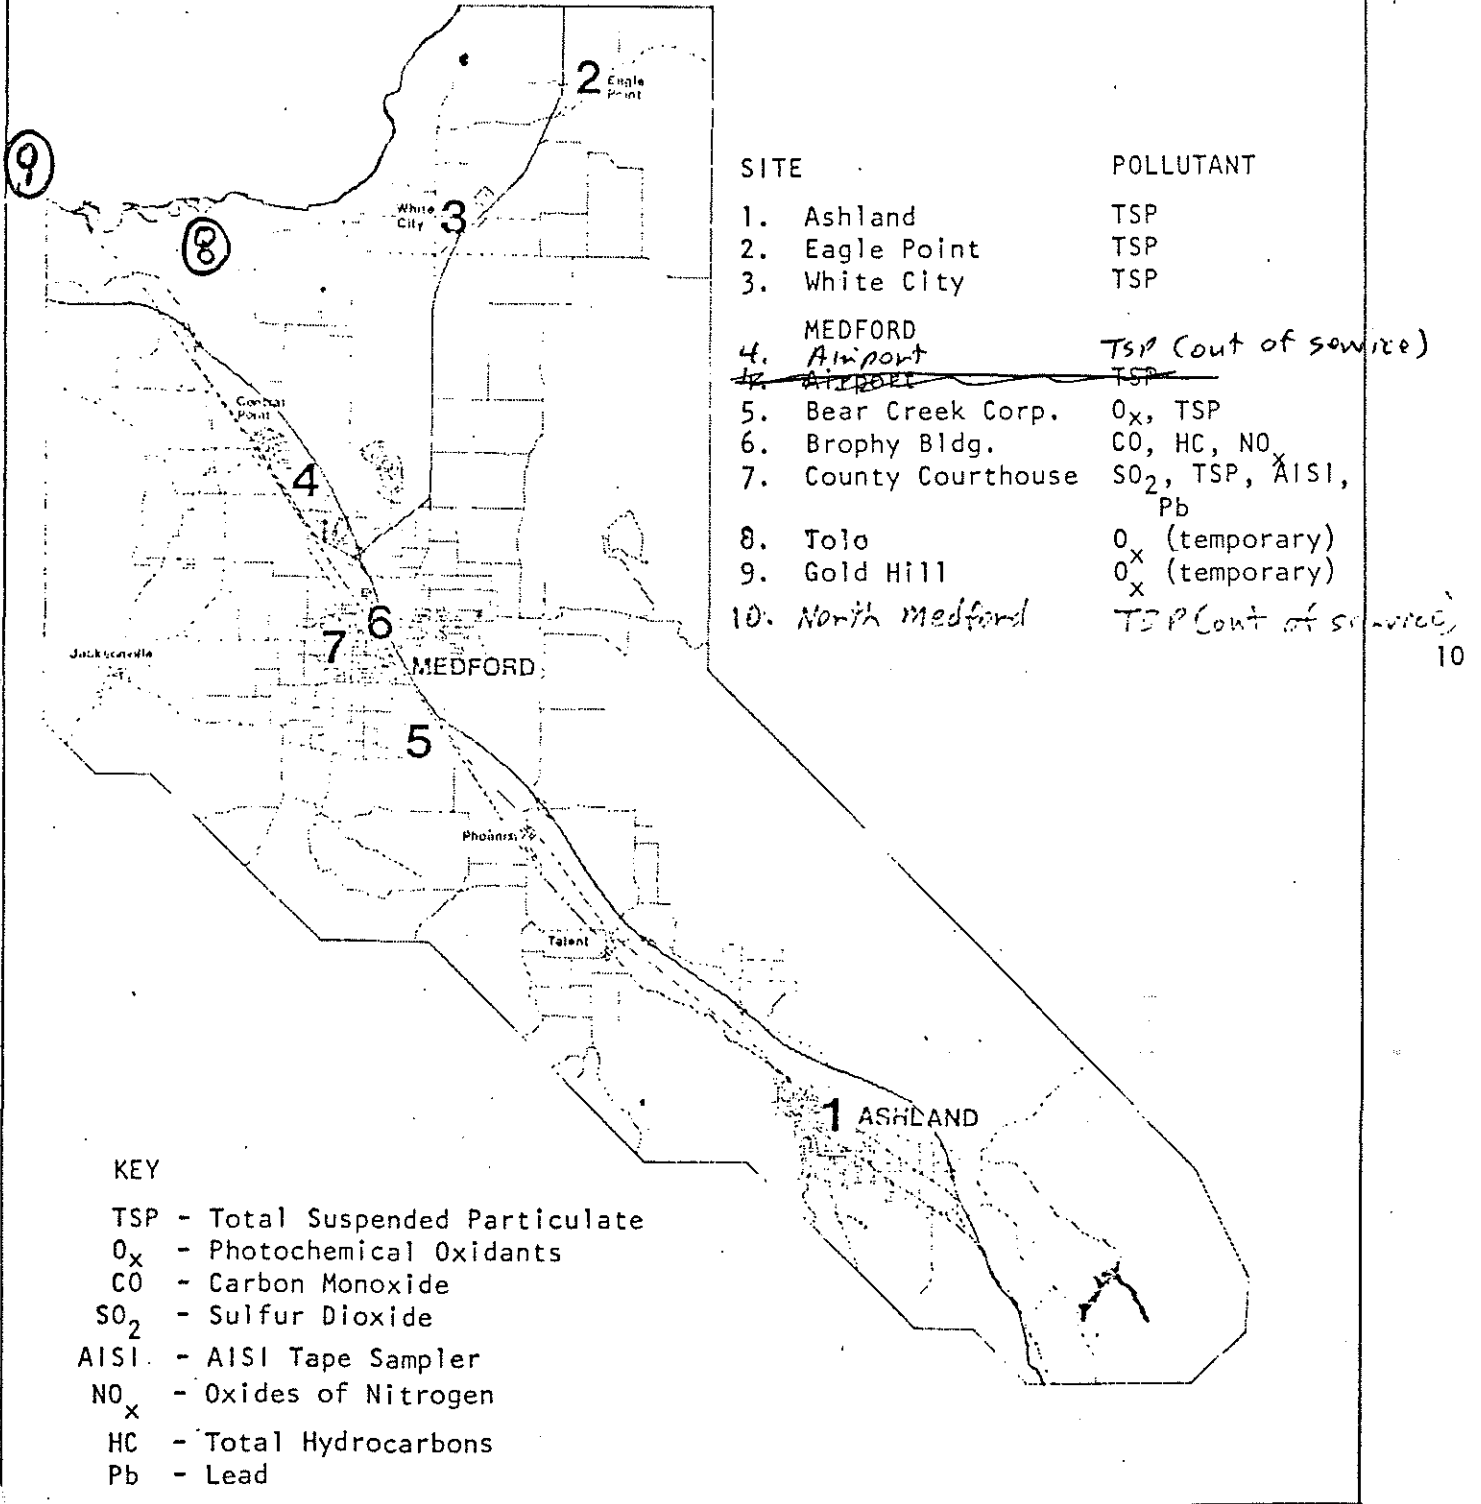 2 Eagle Point
9
8
White City 3
SITE POLLUTANT
1. Ashland TSP
2. Eagle Point TSP
3. White City TSP
MEDFORD
4. Airport TSP (out of service)
4. Airport TSP
5. Bear Creek Corp. Ox, TSP
6. Brophy Bldg. CO, HC, NOx
7. County Courthouse SO2, TSP, AISI,
Pb
8. Tolo Ox (temporary)
9. Gold Hill Ox (temporary)
10. North Medford TSP (out of service)
10
Central Point
4
6
7
MEDFORD
Jacksonville
5
Phoenix
Talent
1 ASHLAND
KEY
TSP - Total Suspended Particulate
Ox - Photochemical Oxidants
CO - Carbon Monoxide
SO2 - Sulfur Dioxide
AISI - AISI Tape Sampler
NOx - Oxides of Nitrogen
HC - Total Hydrocarbons
Pb - Lead